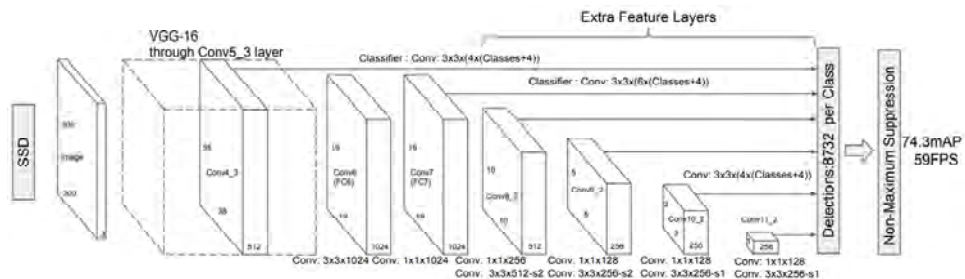 Extra Feature Layers
VGG-16
through Conv5_3 layer
Classifier : Conv: 3x3x(4x(Classes+4))
Classifier : Conv: 3x3x(6x(Classes+4))
SSD
300
Image
300
3
38
Conv4_3
38
512
19
Conv6
(FC6)
19
1024
19
Conv7
(FC7)
19
1024
10
Conv8_2
10
512
5
Conv9_2
5
256
Conv: 3x3x(4x(Classes+4))
3
Conv10_2
3
256
Conv11_2
256
Detections:8732 per Class
Non-Maximum Suppression
74.3mAP
59FPS
Conv: 3x3x1024
Conv: 1x1x1024
Conv: 1x1x256
Conv: 3x3x512-s2
Conv: 1x1x128
Conv: 3x3x256-s2
Conv: 1x1x128
Conv: 3x3x256-s1
Conv: 1x1x128
Conv: 3x3x256-s1